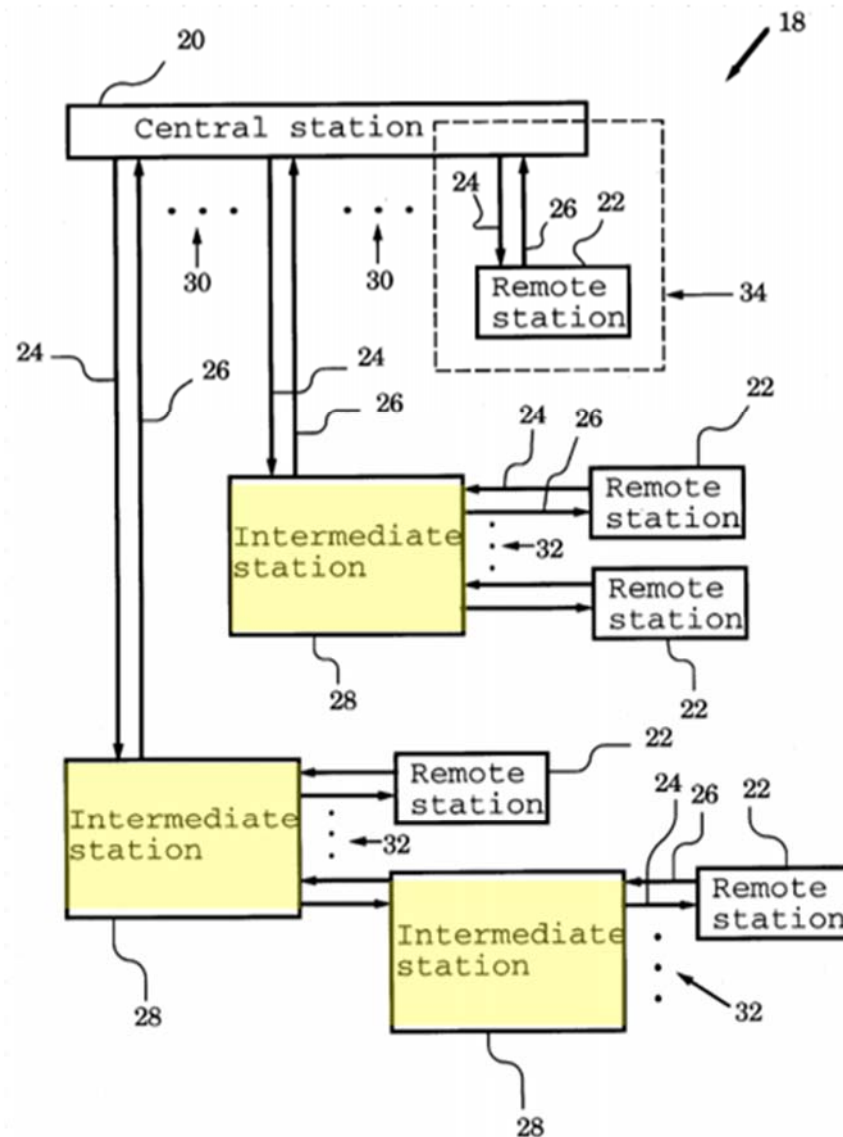 18
20
Central station
24
26
22
30
30
Remote
station
34
24
26
24
26
24
26
22
Remote
station
Intermediate
station
32
Remote
station
28
22
22
Remote
station
24
26
22
Intermediate
station
32
Remote
station
Intermediate
station
28
32
28